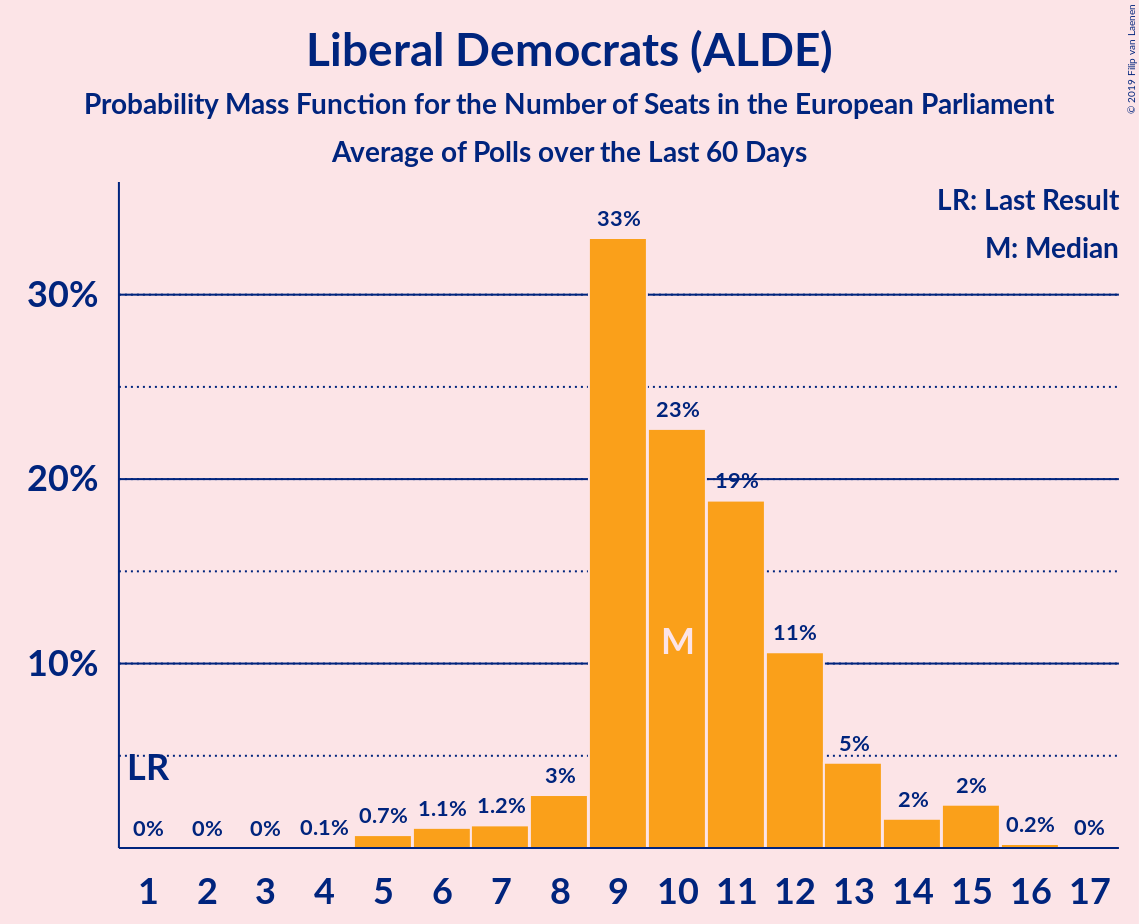 Liberal Democrats (ALDE)
Probability Mass Function for the Number of Seats in the European Parliament
Average of Polls over the Last 60 Days
© 2019 Filip van Laenen
LR: Last Result
M: Median
33%
30%
23%
20%
19%
M
11%
10%
5%
LR
3%
2%
2%
0%
0%
0%
0.1%
0.7%
1.1%
1.2%
0.2%
0%
1 2 3 4 5 6 7 8 9 10 11 12 13 14 15 16 17